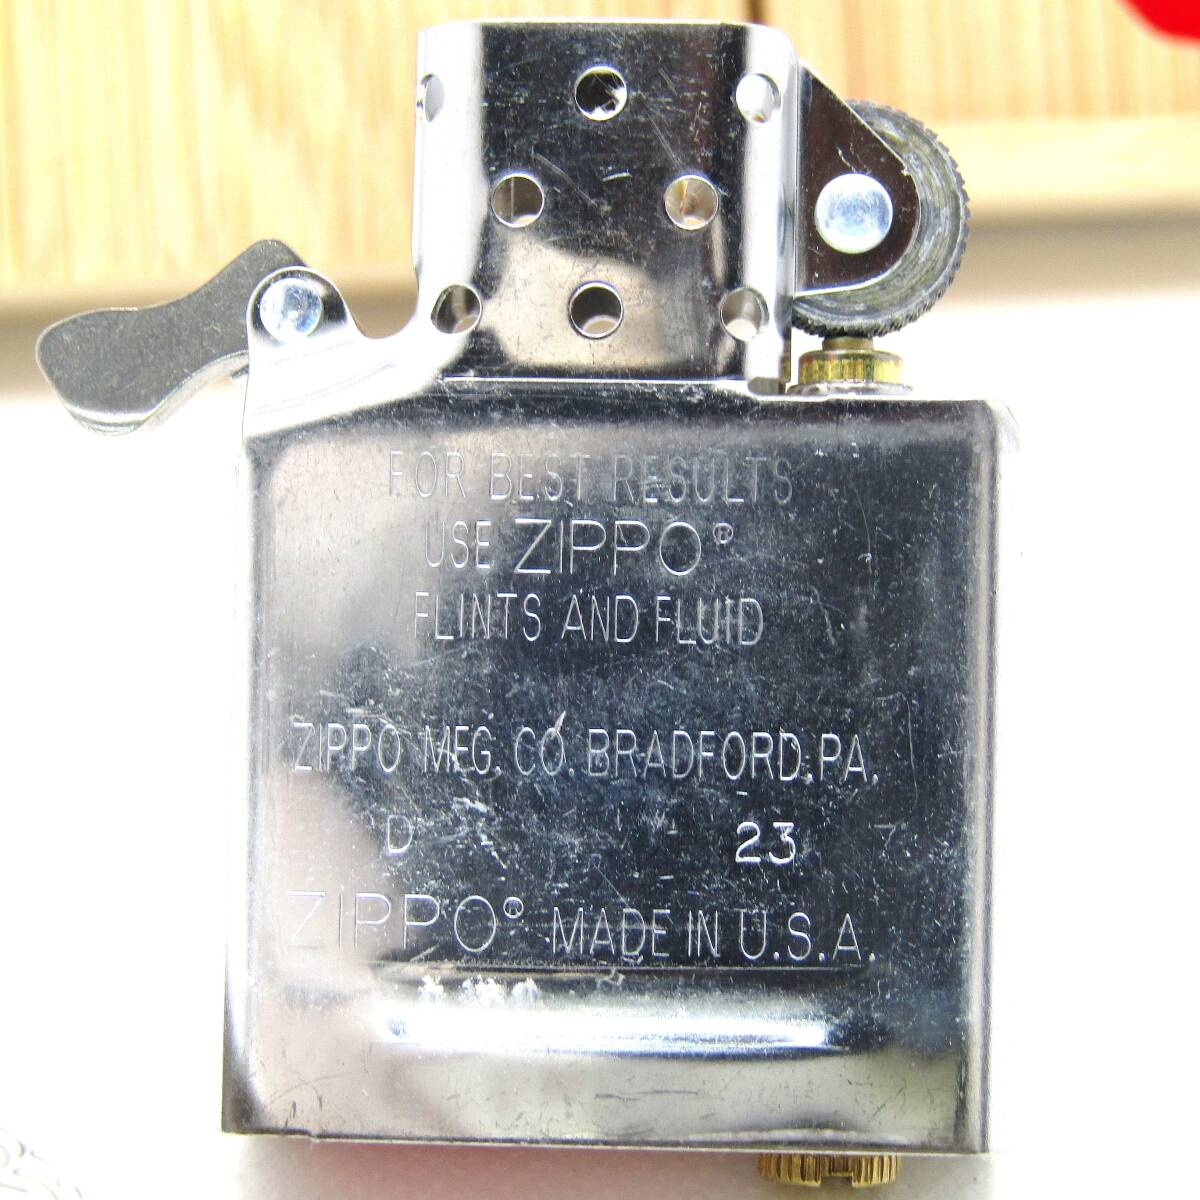 FOR BEST RESULTS
USE ZIPPO®
FLINTS AND FLUID
ZIPPO MFG. CO. BRADFORD, PA.
D 23
ZIPPO® MADE IN U.S.A.